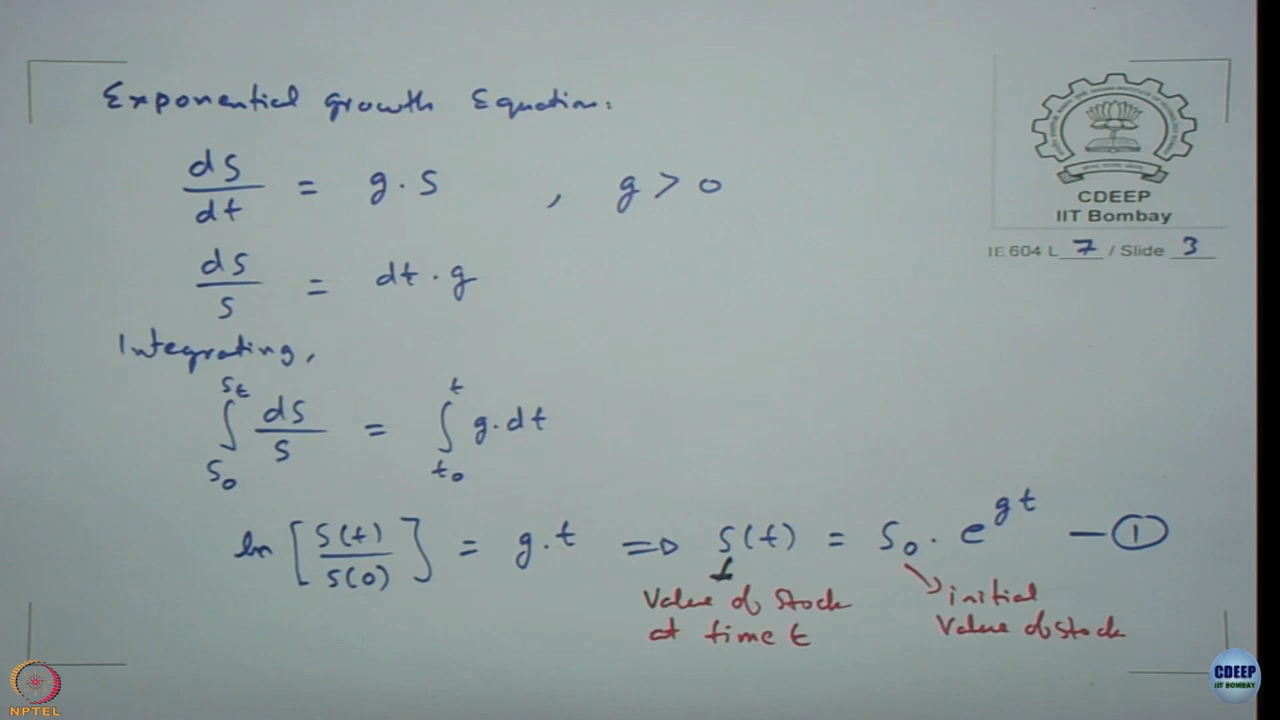 Exponential growth Equation:
dS/dt = g · S , g > 0
dS/S = dt · g
Integrating,
∫_{S_0}^{S_t} dS/S = ∫_{t_0}^{t} g·dt
ln [S(t)/S(0)] = g·t ⇒ S(t) = S_0 · e^{gt} — ①
Value of stock
at time t
initial
Value of stock
CDEEP
IIT Bombay
IE 604 L 7 / Slide 3
NPTEL
CDEEP
IIT BOMBAY